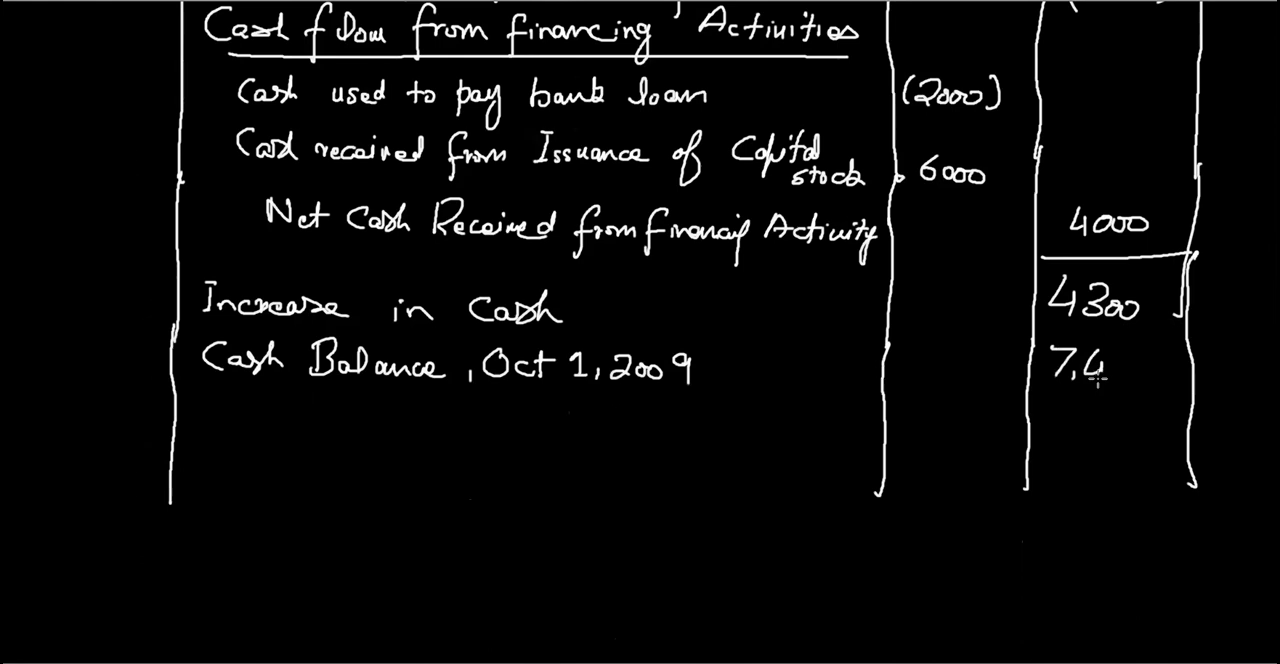 Cash flow from financing Activities
Cash used to pay bank loan (2000)
Cash received from Issuance of Capital stock 6000
Net Cash Received from financing Activity 4000
Increase in Cash 4300
Cash Balance, Oct 1, 2009 7,4